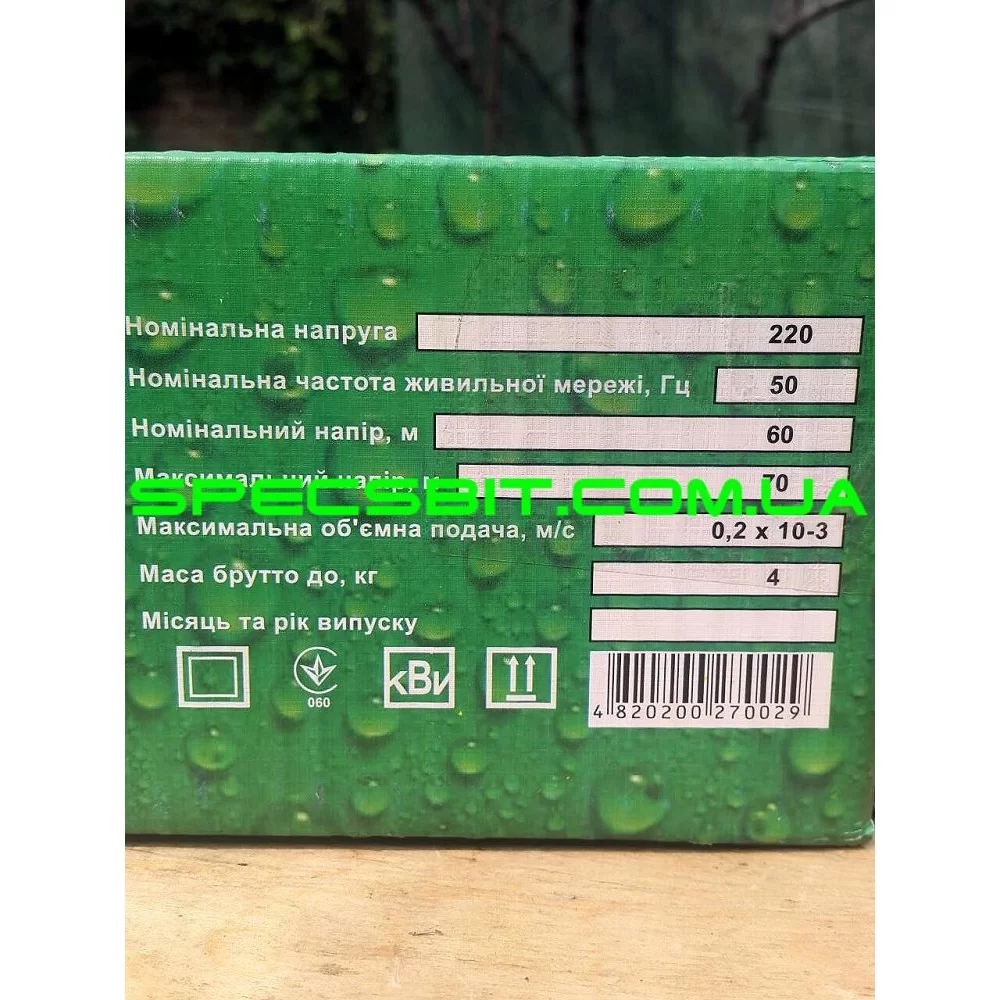 Номінальна напруга 220
Номінальна частота живильної мережі, Гц 50
Номінальний напір, м 60
Максимальний напір, м 70
SPECSBIT.COM.UA
Максимальна об'ємна подача, м/с 0,2 х 10-3
Маса брутто до, кг 4
Місяць та рік випуску
060 кВи
4 820200 270029